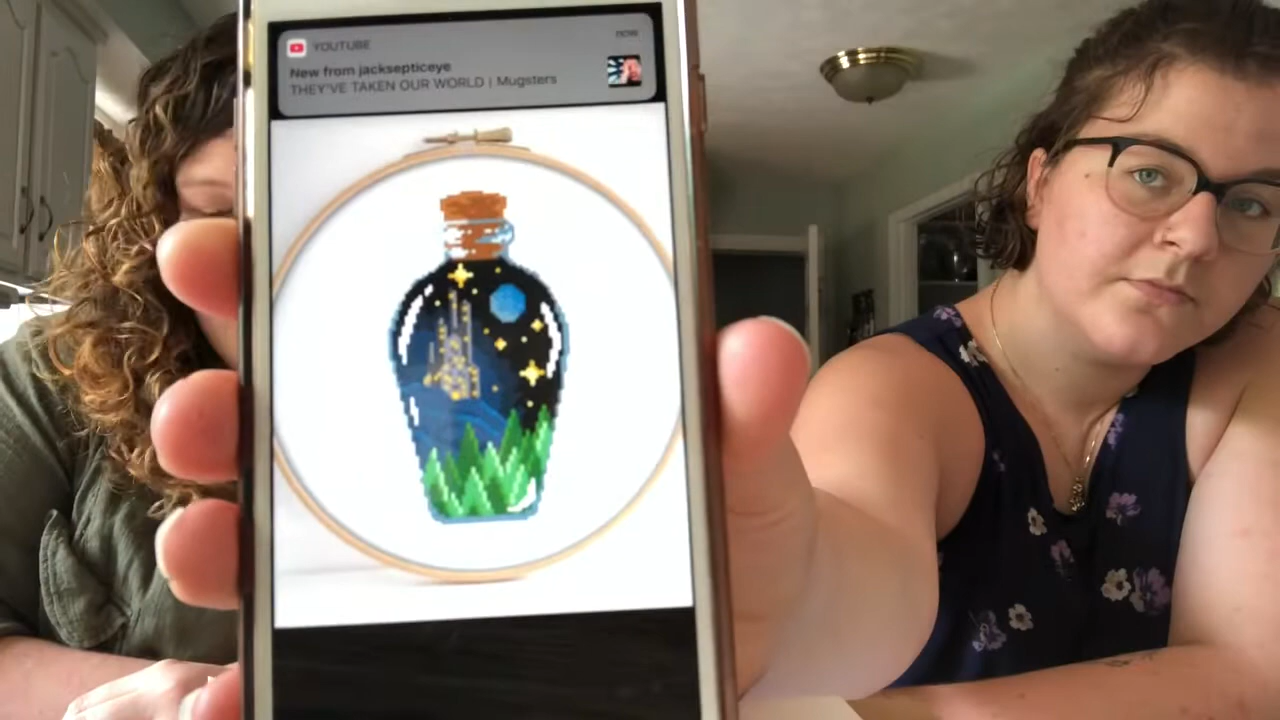 YOUTUBE
now
New from jacksepticeye
THEY'VE TAKEN OUR WORLD | Mugsters